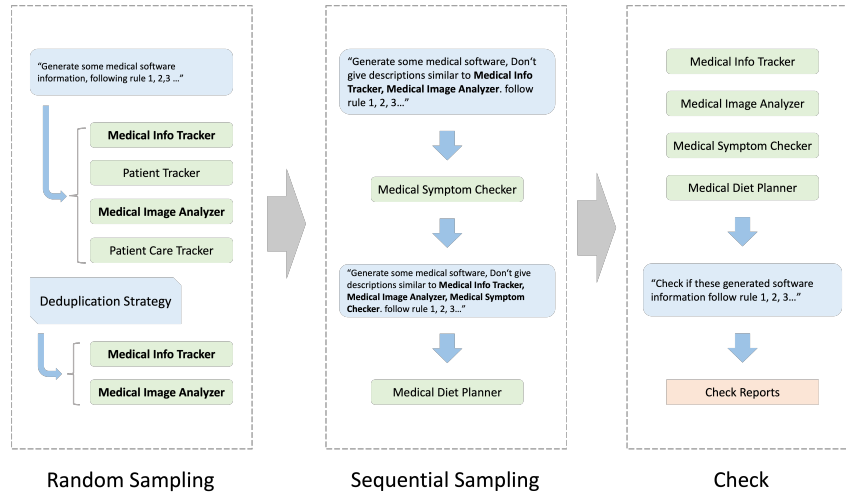 “Generate some medical software
information, following rule 1, 2,3 …”
Medical Info Tracker
Patient Tracker
Medical Image Analyzer
Patient Care Tracker
Deduplication Strategy
Medical Info Tracker
Medical Image Analyzer
Random Sampling
“Generate some medical software, Don’t
give descriptions similar to Medical Info
Tracker, Medical Image Analyzer. follow
rule 1, 2, 3…”
Medical Symptom Checker
“Generate some medical software, Don’t give
descriptions similar to Medical Info Tracker,
Medical Image Analyzer, Medical Symptom
Checker. follow rule 1, 2, 3…”
Medical Diet Planner
Sequential Sampling
Medical Info Tracker
Medical Image Analyzer
Medical Symptom Checker
Medical Diet Planner
“Check if these generated software
information follow rule 1, 2, 3…”
Check Reports
Check